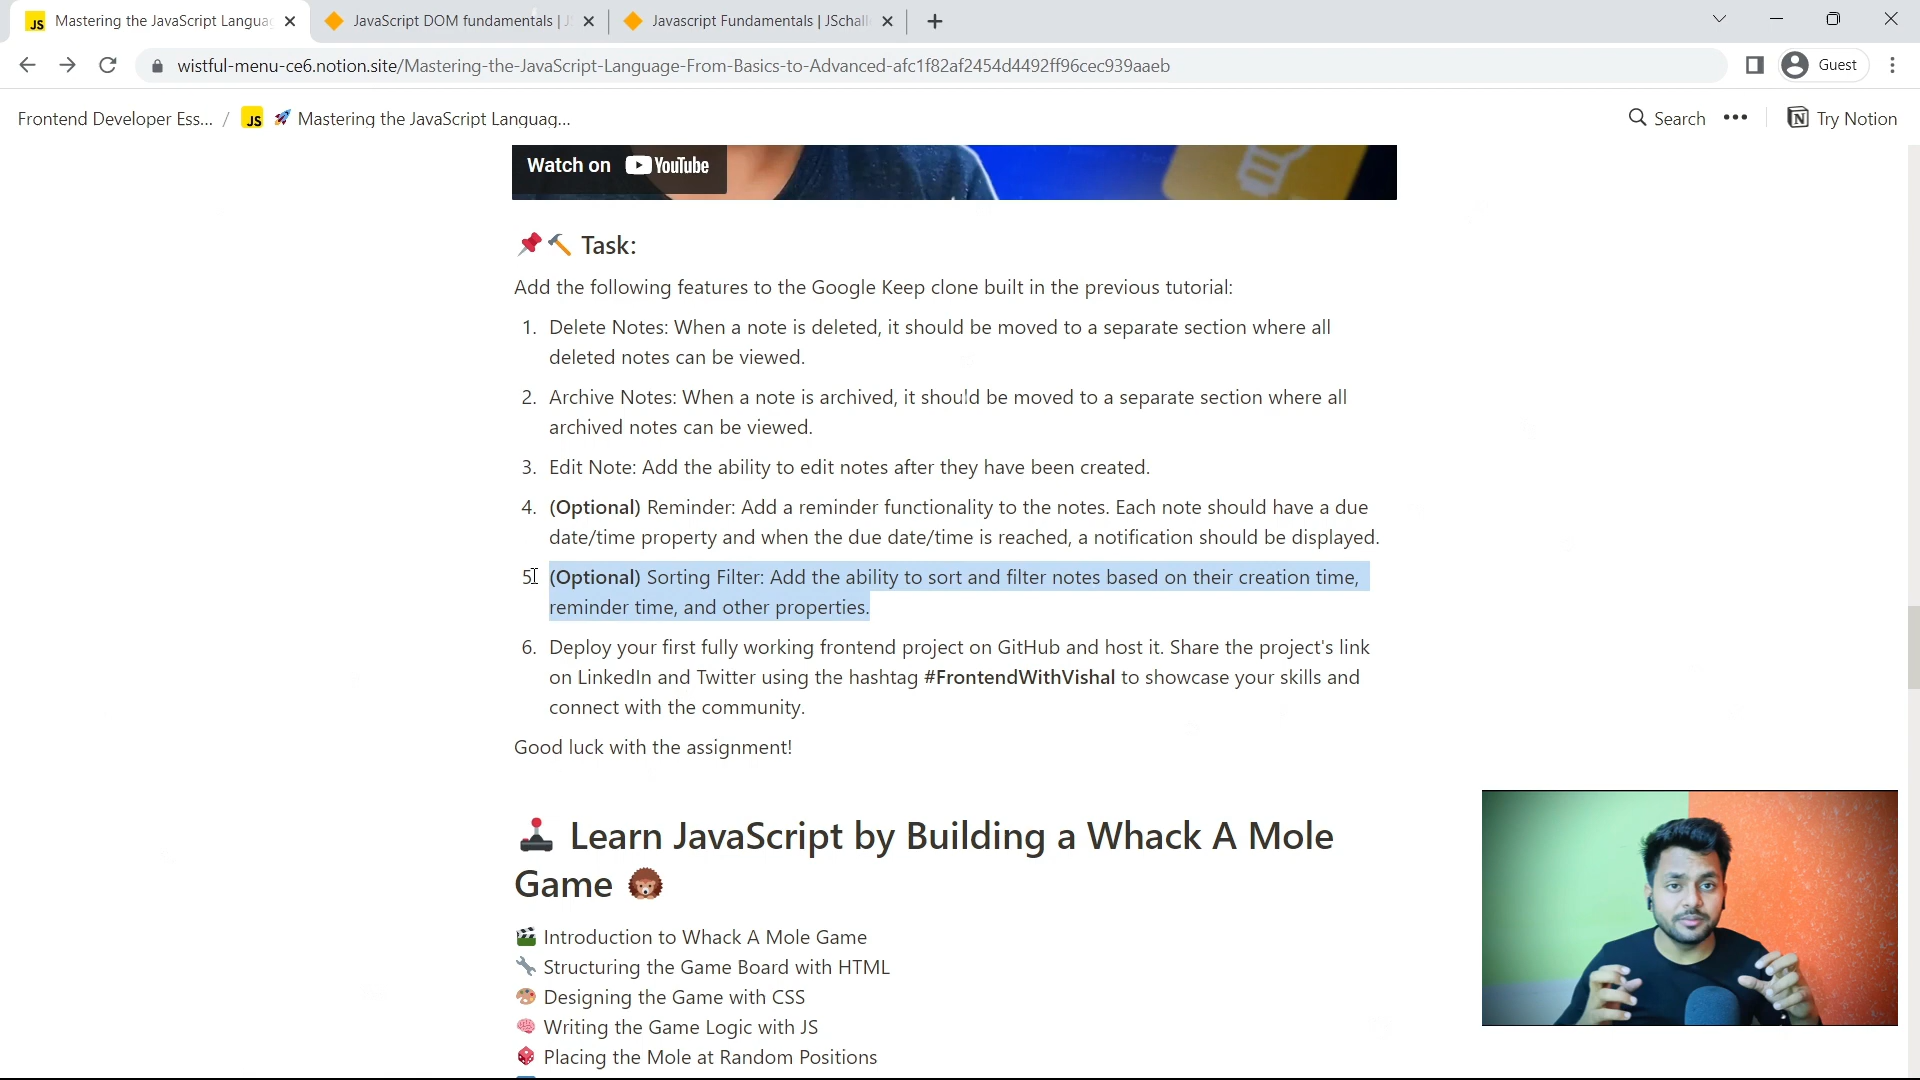 Mastering the JavaScript Langua
JavaScript DOM fundamentals | J
Javascript Fundamentals | JSchall
wistful-menu-ce6.notion.site/Mastering-the-JavaScript-Language-From-Basics-to-Advanced-afc1f82af2454d4492ff96cec939aaeb
Guest
Frontend Developer Ess... / JS 🚀 Mastering the JavaScript Languag...
Search
Try Notion
Watch on YouTube
📌🔨 Task:
Add the following features to the Google Keep clone built in the previous tutorial:
1. Delete Notes: When a note is deleted, it should be moved to a separate section where all
deleted notes can be viewed.
2. Archive Notes: When a note is archived, it should be moved to a separate section where all
archived notes can be viewed.
3. Edit Note: Add the ability to edit notes after they have been created.
4. (Optional) Reminder: Add a reminder functionality to the notes. Each note should have a due
date/time property and when the due date/time is reached, a notification should be displayed.
5. (Optional) Sorting Filter: Add the ability to sort and filter notes based on their creation time,
reminder time, and other properties.
6. Deploy your first fully working frontend project on GitHub and host it. Share the project's link
on LinkedIn and Twitter using the hashtag #FrontendWithVishal to showcase your skills and
connect with the community.
Good luck with the assignment!
🕹️ Learn JavaScript by Building a Whack A Mole
Game 🦔
🎬 Introduction to Whack A Mole Game
🔧 Structuring the Game Board with HTML
🎨 Designing the Game with CSS
🧠 Writing the Game Logic with JS
🎲 Placing the Mole at Random Positions